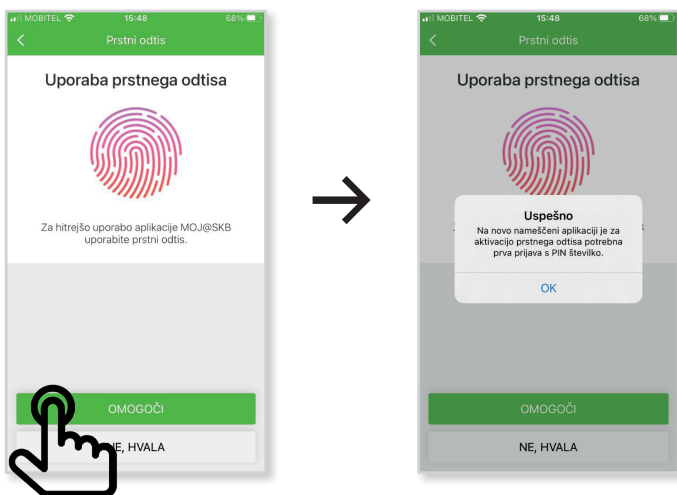 MOBITEL 15:48 68%
Prstni odtis
Uporaba prstnega odtisa
Za hitrejšo uporabo aplikacije MOJ@SKB
uporabite prstni odtis.
OMOGOČI
NE, HVALA
MOBITEL 15:48 68%
Prstni odtis
Uporaba prstnega odtisa
Uspešno
Na novo nameščeni aplikaciji je za
aktivacijo prstnega odtisa potrebna
prva prijava s PIN številko.
OK
OMOGOČI
NE, HVALA